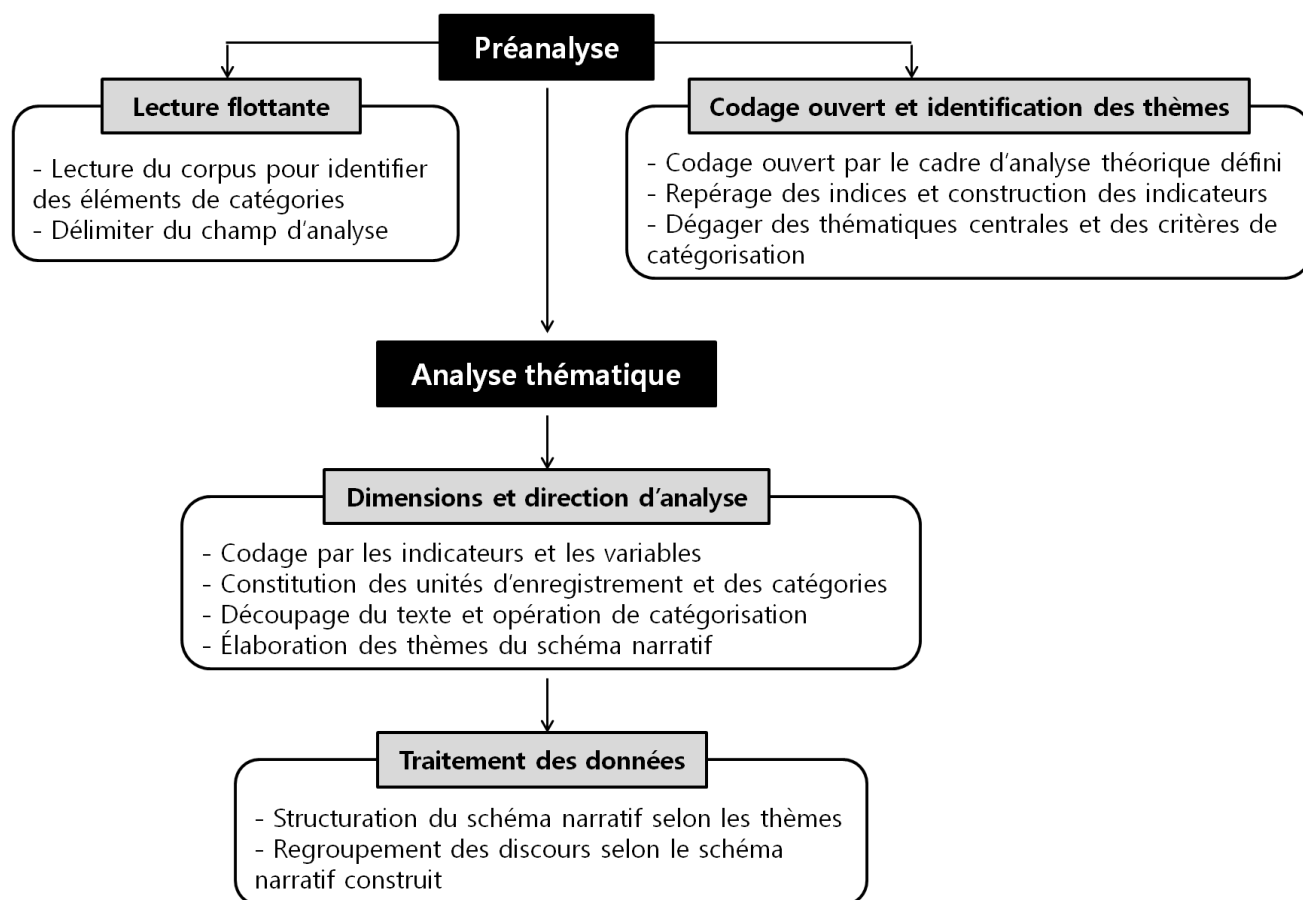 Préanalyse
Lecture flottante
- Lecture du corpus pour identifier
des éléments de catégories
- Délimiter du champ d'analyse
Codage ouvert et identification des thèmes
- Codage ouvert par le cadre d'analyse théorique défini
- Repérage des indices et construction des indicateurs
- Dégager des thématiques centrales et des critères de
catégorisation
Analyse thématique
Dimensions et direction d'analyse
- Codage par les indicateurs et les variables
- Constitution des unités d'enregistrement et des catégories
- Découpage du texte et opération de catégorisation
- Élaboration des thèmes du schéma narratif
Traitement des données
- Structuration du schéma narratif selon les thèmes
- Regroupement des discours selon le schéma
narratif construit